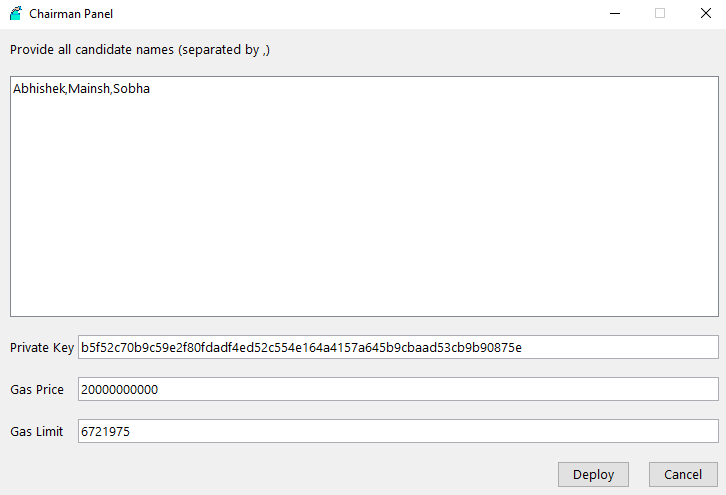 Chairman Panel
Provide all candidate names (separated by ,)
Abhishek,Mainsh,Sobha
Private Key b5f52c70b9c59e2f80fdadf4ed52c554e164a4157a645b9cbaad53cb9b90875e
Gas Price 20000000000
Gas Limit 6721975
Deploy Cancel